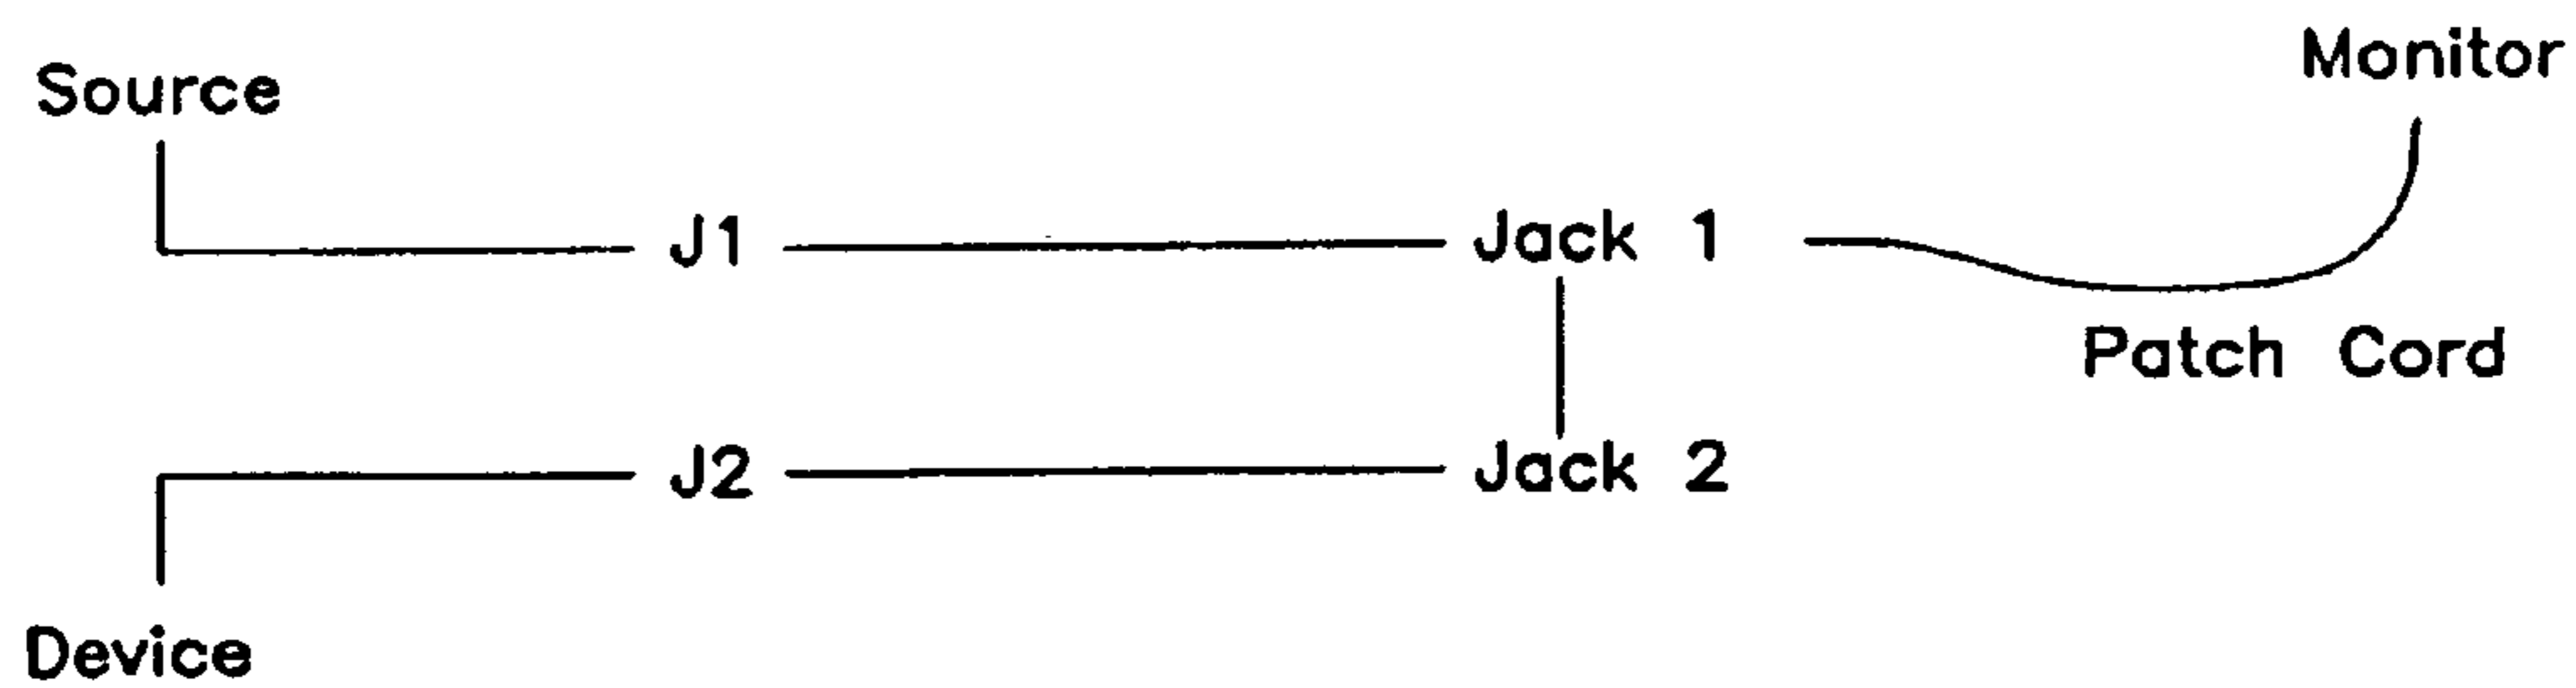 Monitor
Source
J1
Jack 1
Patch Cord
J2
Jack 2
Device